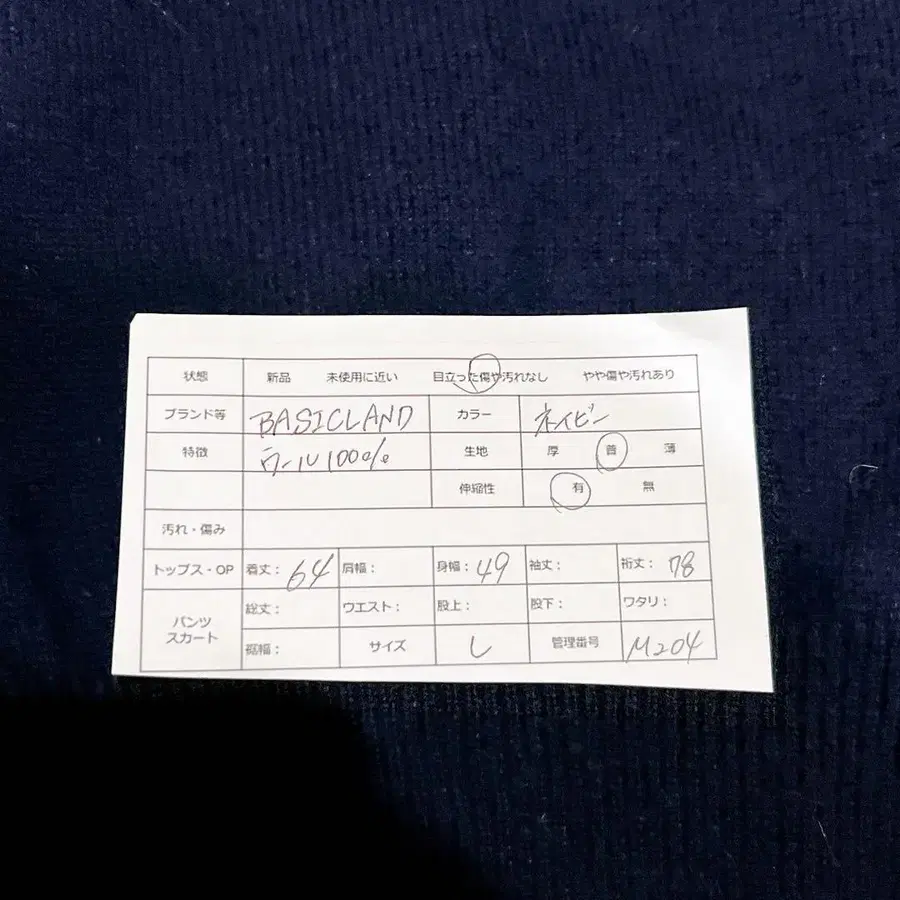 状態 新品 未使用に近い 目立った傷や汚れなし やや傷や汚れあり
ブランド等 BASICLAND カラー ネイビー
特徴 ウール100% 生地 厚 普 薄
伸縮性 有 無
汚れ・傷み
トップス・OP 着丈: 64 肩幅: 身幅: 49 袖丈: 裄丈: 78
パンツ スカート 総丈: ウエスト: 股上: 股下: ワタリ:
裾幅: サイズ L 管理番号 M204